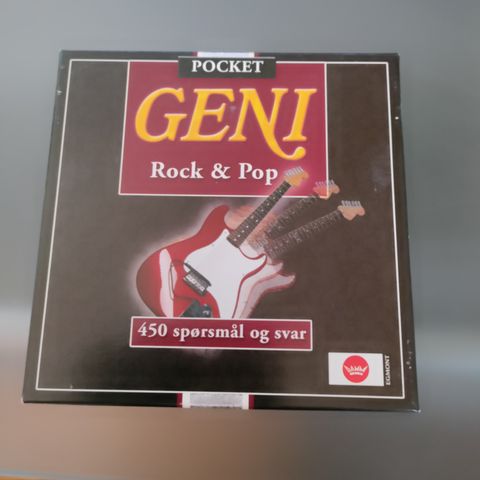 POCKET
GENI
Rock & Pop
450 spørsmål og svar
EGMONT